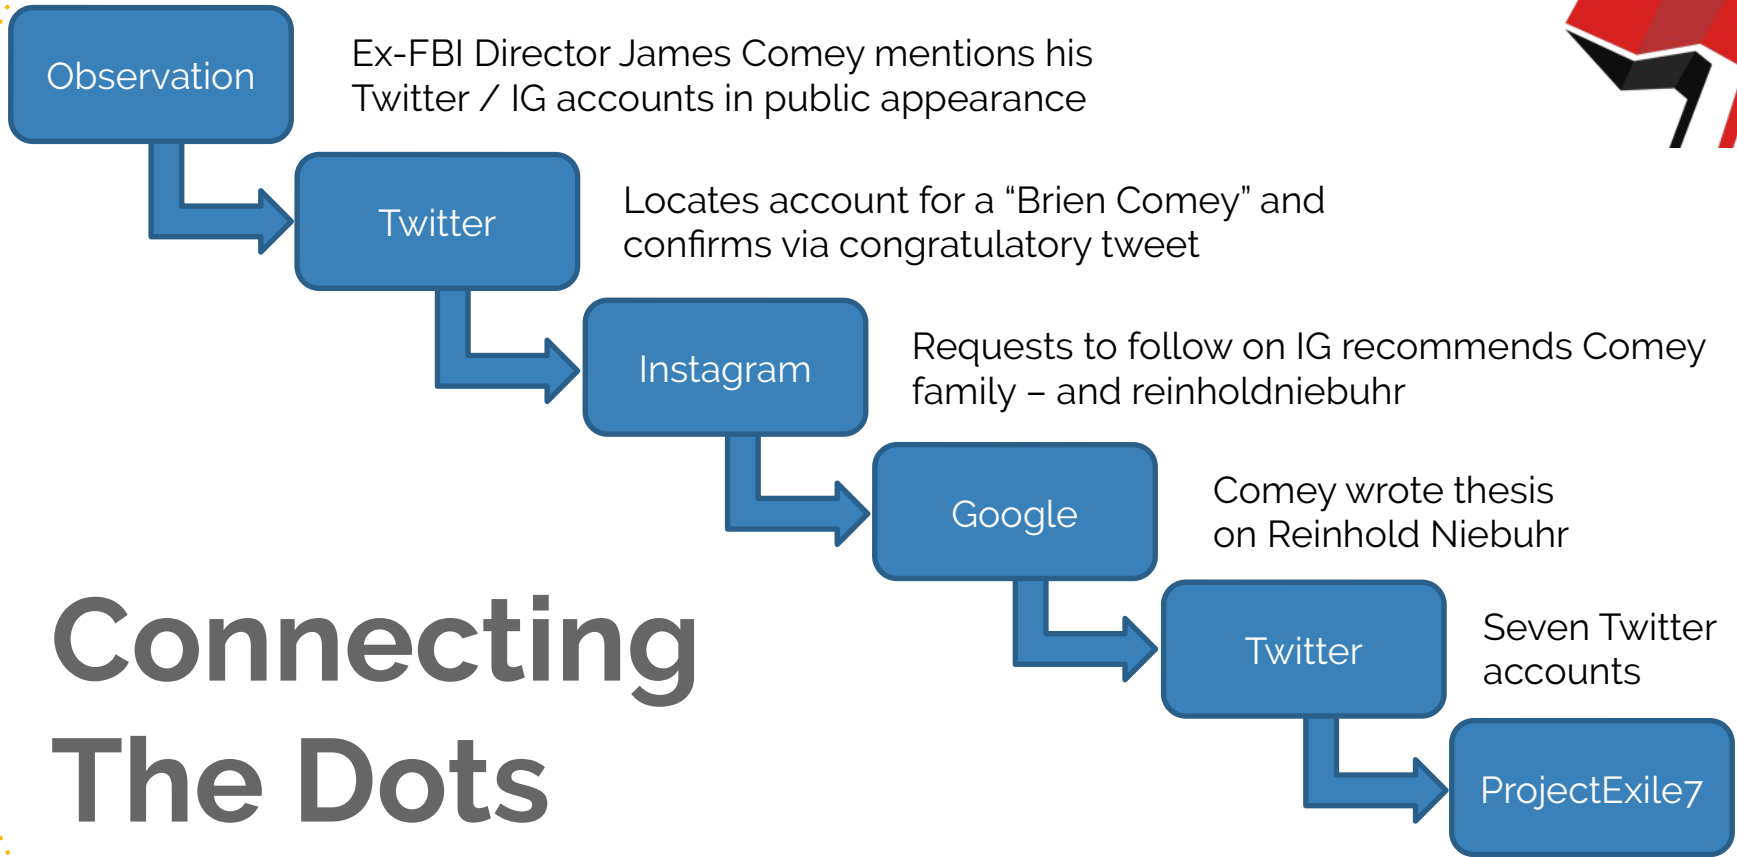 Observation
Ex-FBI Director James Comey mentions his
Twitter / IG accounts in public appearance
Twitter
Locates account for a “Brien Comey” and
confirms via congratulatory tweet
Instagram
Requests to follow on IG recommends Comey
family – and reinholdniebuhr
Google
Comey wrote thesis
on Reinhold Niebuhr
Twitter
Seven Twitter
accounts
ProjectExile7
Connecting
The Dots